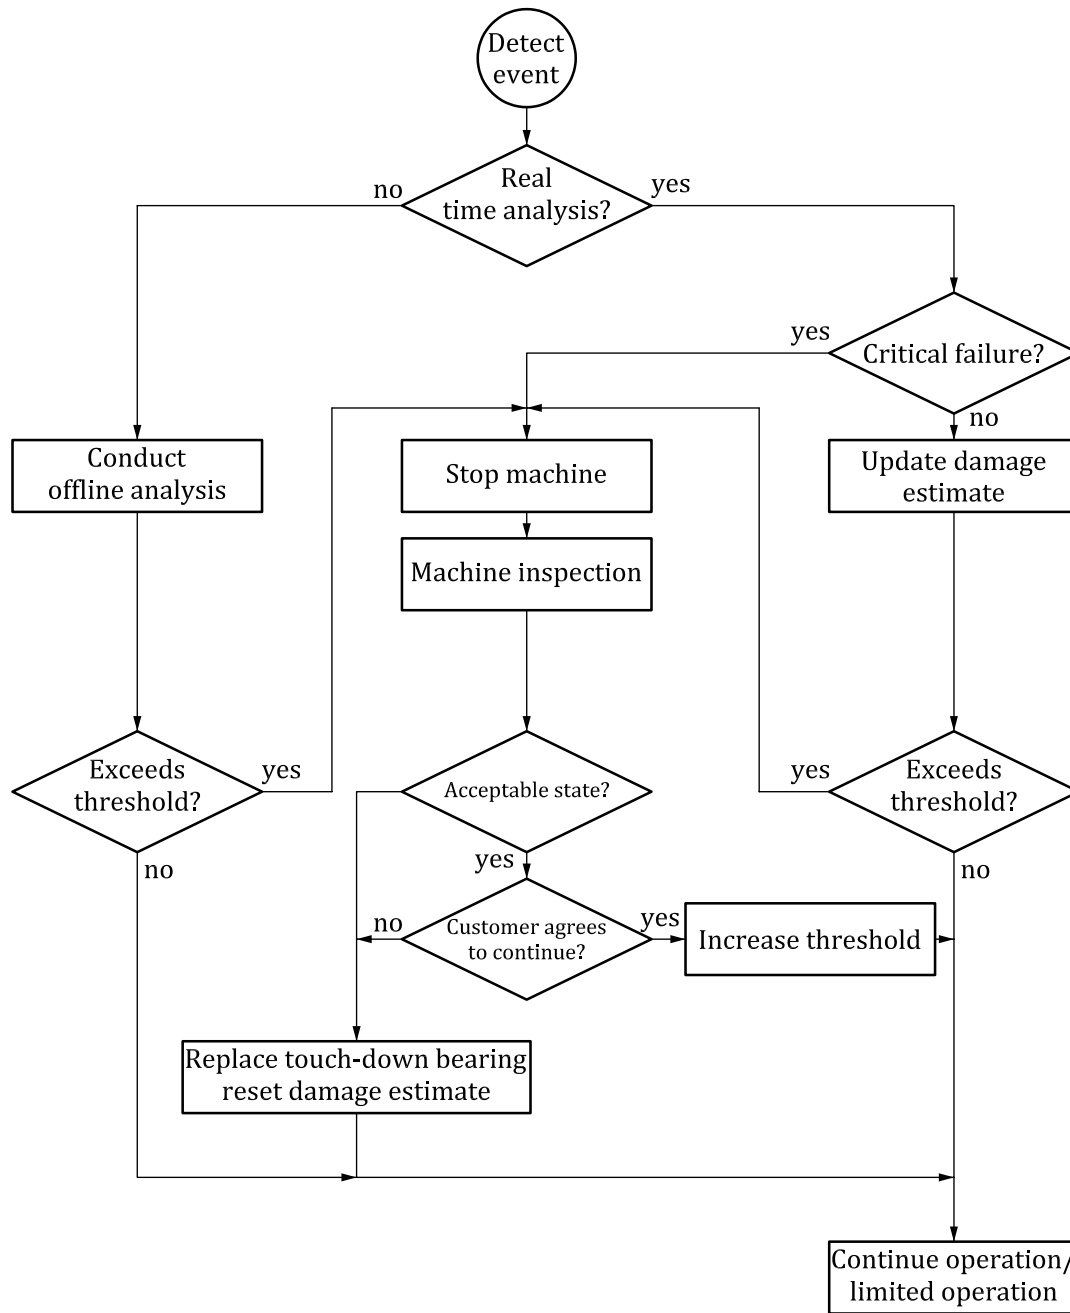 Detect
event
Real
time analysis?
no
yes
yes
Critical failure?
no
Conduct
offline analysis
Stop machine
Update damage
estimate
Machine inspection
Exceeds
threshold?
yes
no
Acceptable state?
yes
yes
Exceeds
threshold?
no
no
Customer agrees
to continue?
yes
Increase threshold
Replace touch-down bearing
reset damage estimate
Continue operation/
limited operation